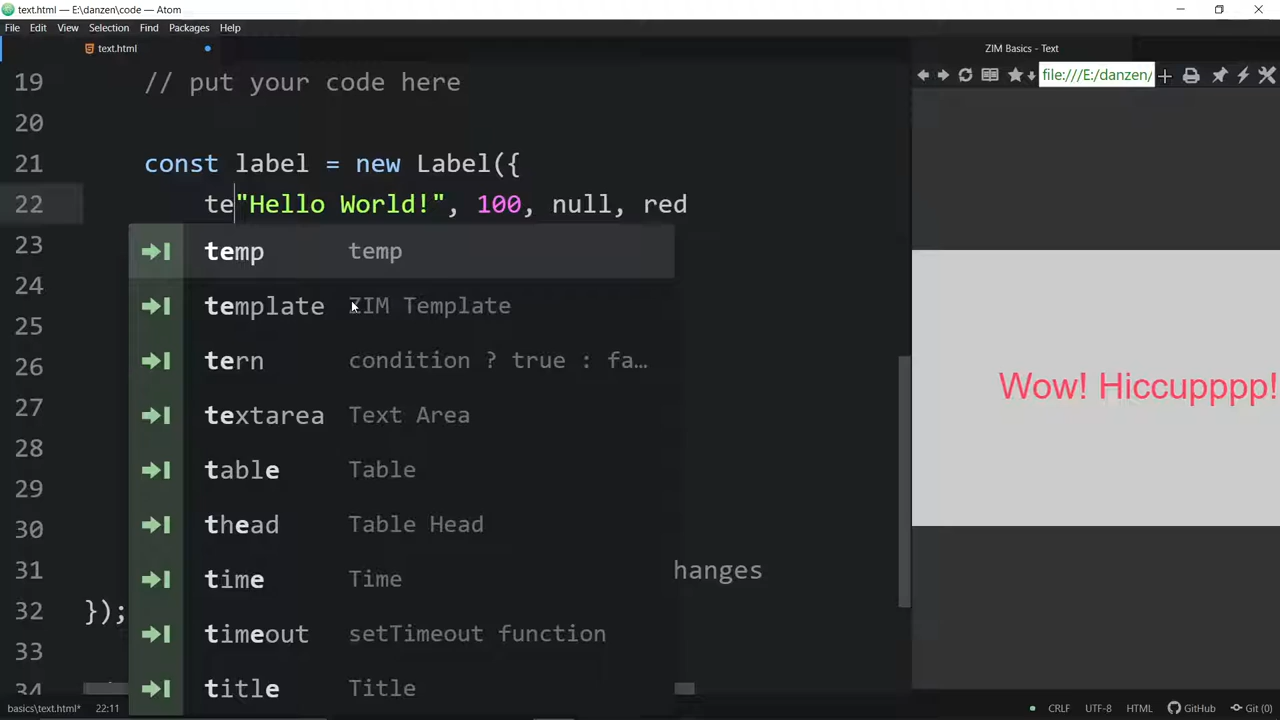 text.html — E:\danzen\code — Atom
File Edit View Selection Find Packages Help
text.html
ZIM Basics - Text
file:///E:/danzen/
19 // put your code here
20
21 const label = new Label({
22 te"Hello World!", 100, null, red
23
24
25
26
27
28
29
30
31 hanges
32 });
33
34
temp temp
template ZIM Template
tern condition ? true : fa…
textarea Text Area
table Table
thead Table Head
time Time
timeout setTimeout function
title Title
Wow! Hiccupppp!
basics\text.html* 22:11 CRLF UTF-8 HTML GitHub Git (0)